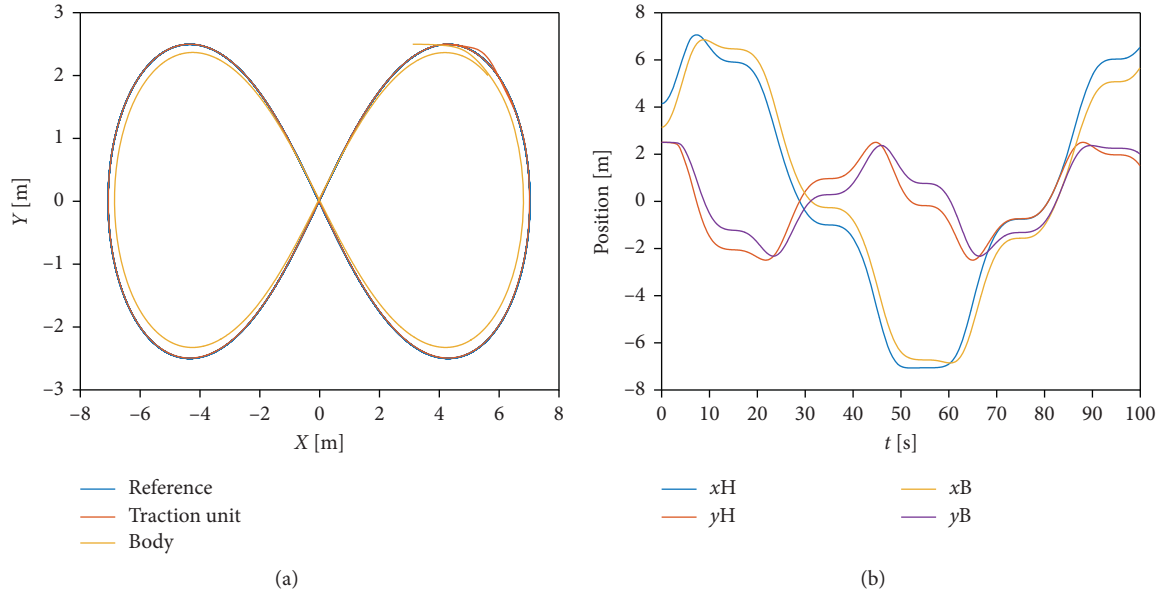 3
2
1
0
−1
−2
−3
Y [m]
−8 −6 −4 −2 0 2 4 6 8
X [m]
Reference
Traction unit
Body
(a)
8
6
4
2
0
−2
−4
−6
−8
Position [m]
0 10 20 30 40 50 60 70 80 90 100
t [s]
xH xB
yH yB
(b)